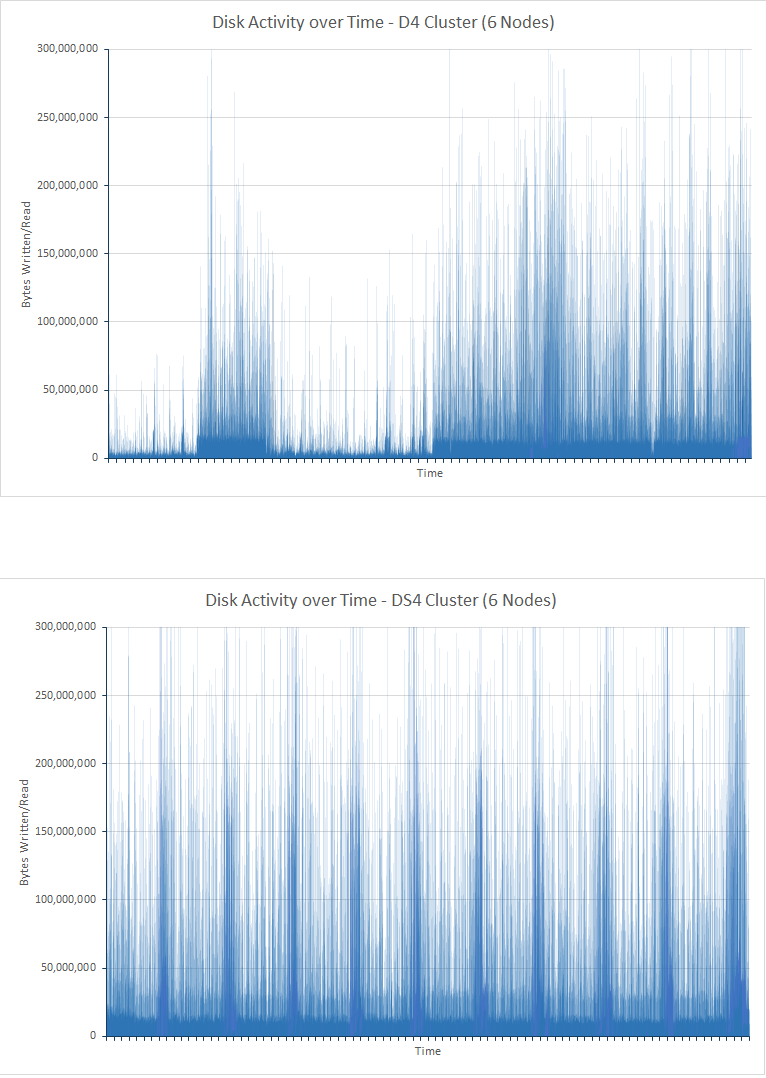 Disk Activity over Time - D4 Cluster (6 Nodes)
300,000,000
250,000,000
200,000,000
150,000,000
100,000,000
50,000,000
0
Bytes Written/Read
Time
Disk Activity over Time - DS4 Cluster (6 Nodes)
300,000,000
250,000,000
200,000,000
150,000,000
100,000,000
50,000,000
0
Bytes Written/Read
Time